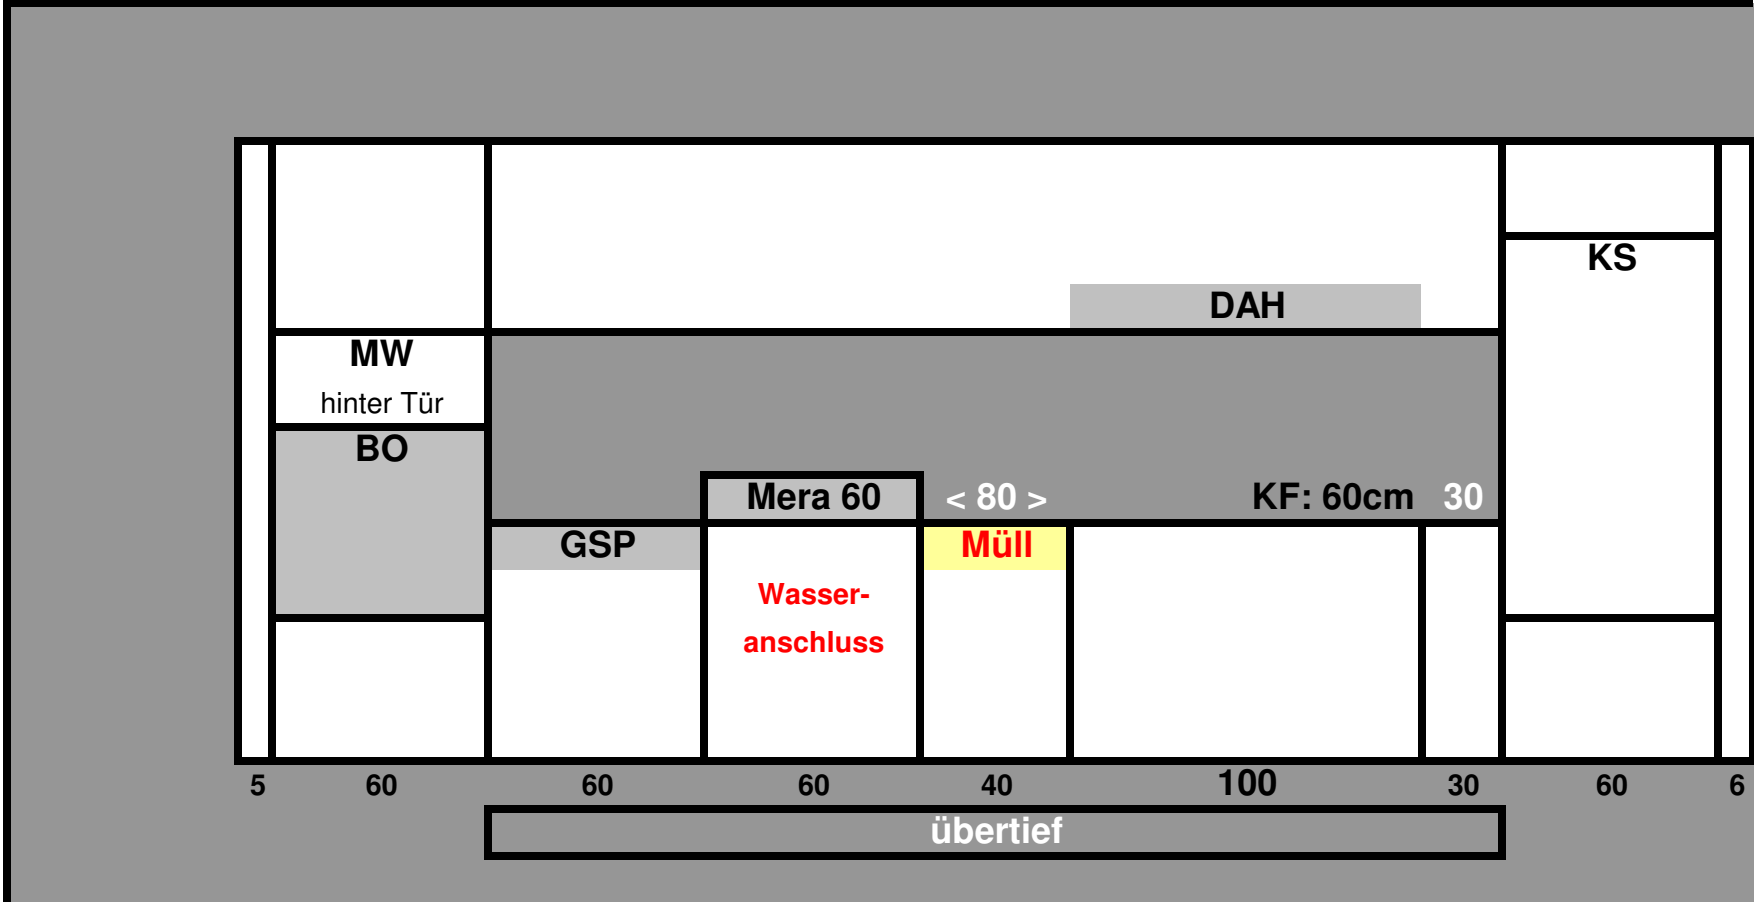 KS
DAH
MW
hinter Tür
BO
Mera 60 < 80 > KF: 60cm 30
GSP Müll
Wasser-
anschluss
5 60 60 60 40 100 30 60 6
übertief